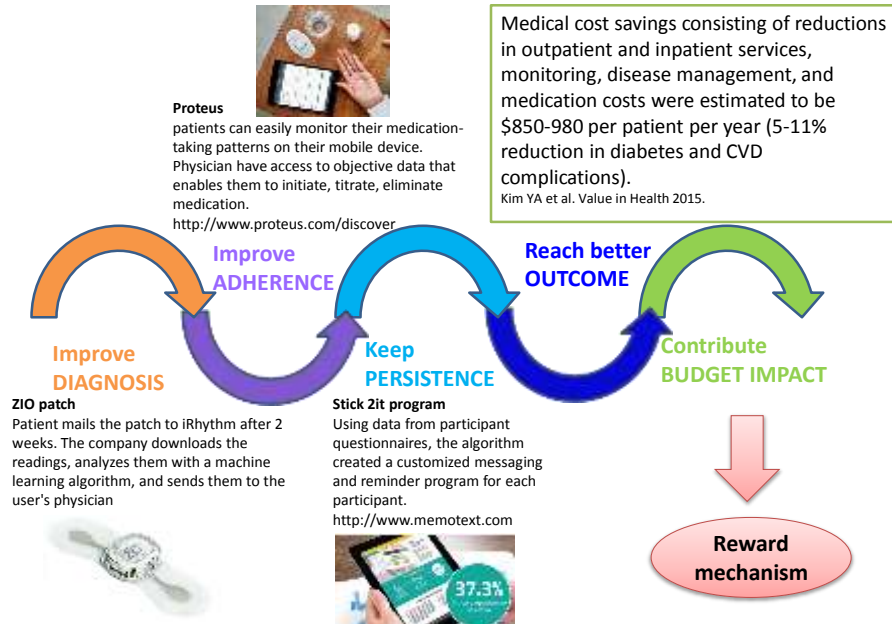 Medical cost savings consisting of reductions
in outpatient and inpatient services,
monitoring, disease management, and
medication costs were estimated to be
$850-980 per patient per year (5-11%
reduction in diabetes and CVD
complications).
Kim YA et al. Value in Health 2015.
Proteus
patients can easily monitor their medication-
taking patterns on their mobile device.
Physician have access to objective data that
enables them to initiate, titrate, eliminate
medication.
http://www.proteus.com/discover
Improve
ADHERENCE
Reach better
OUTCOME
Improve
DIAGNOSIS
Keep
PERSISTENCE
Contribute
BUDGET IMPACT
ZIO patch
Patient mails the patch to iRhythm after 2
weeks. The company downloads the
readings, analyzes them with a machine
learning algorithm, and sends them to the
user's physician
Stick 2it program
Using data from participant
questionnaires, the algorithm
created a customized messaging
and reminder program for each
participant.
http://www.memotext.com
37.3%
Reward
mechanism